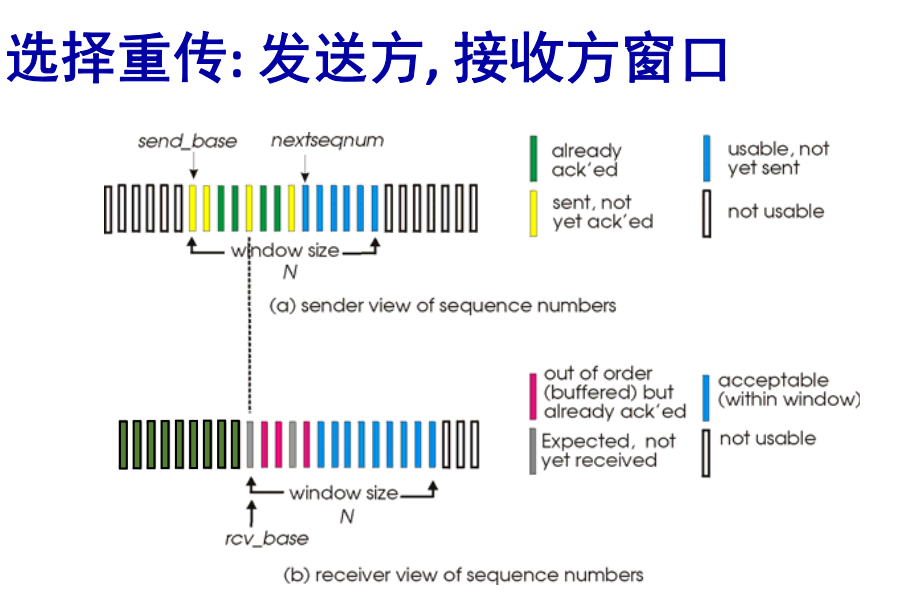 选择重传: 发送方, 接收方窗口
send_base
nextseqnum
already
ack'ed
usable, not
yet sent
sent, not
yet ack'ed
not usable
window size
N
(a) sender view of sequence numbers
out of order
(buffered) but
already ack'ed
acceptable
(within window)
Expected, not
yet received
not usable
window size
N
rcv_base
(b) receiver view of sequence numbers